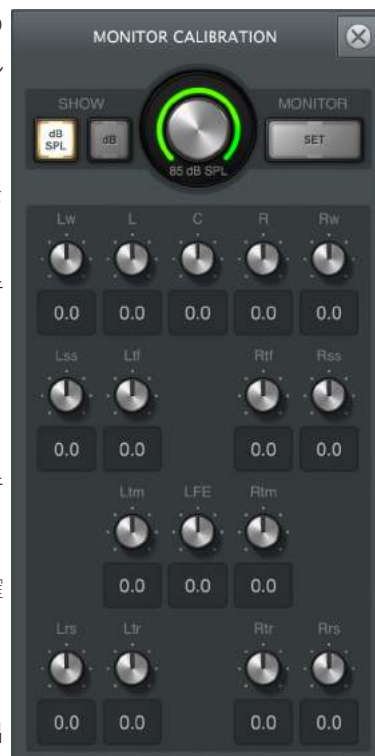 MONITOR CALIBRATION
SHOW
MONITOR
dB
SPL
dB
SET
85 dB SPL
Lw L C R Rw
0.0 0.0 0.0 0.0 0.0
Lss Ltf Rtf Rss
0.0 0.0 0.0 0.0
Ltm LFE Rtm
0.0 0.0 0.0
Lrs Ltr Rtr Rrs
0.0 0.0 0.0 0.0